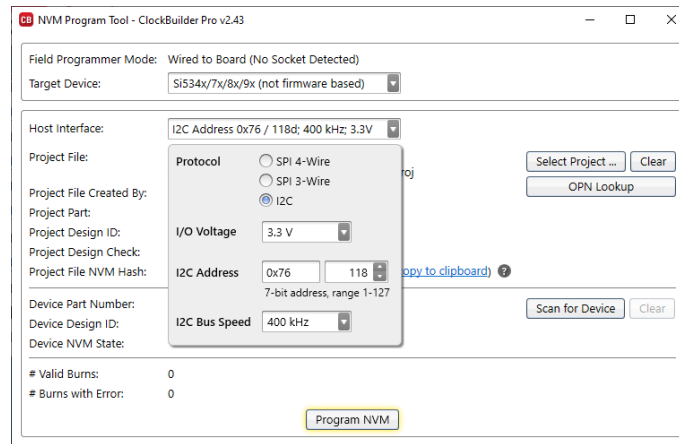 CB NVM Program Tool - ClockBuilder Pro v2.43
Field Programmer Mode: Wired to Board (No Socket Detected)
Target Device: Si534x/7x/8x/9x (not firmware based)
Host Interface: I2C Address 0x76 / 118d; 400 kHz; 3.3V
Project File:
roj
Select Project ... Clear
OPN Lookup
Project File Created By:
Project Part:
Project Design ID:
Project Design Check:
Project File NVM Hash:
opy to clipboard) ?
Protocol
SPI 4-Wire
SPI 3-Wire
I2C
I/O Voltage 3.3 V
I2C Address 0x76 118
7-bit address, range 1-127
I2C Bus Speed 400 kHz
Device Part Number:
Scan for Device Clear
Device Design ID:
Device NVM State:
# Valid Burns: 0
# Burns with Error: 0
Program NVM